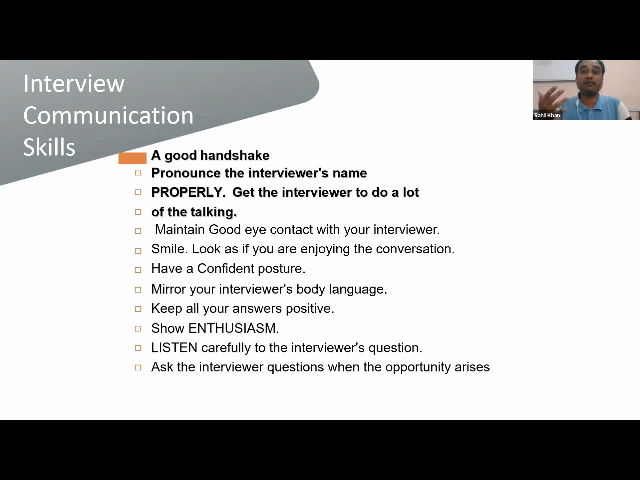 Interview
Communication
Skills
Rahil Khan
A good handshake
Pronounce the interviewer's name
PROPERLY. Get the interviewer to do a lot
of the talking.
Maintain Good eye contact with your interviewer.
Smile. Look as if you are enjoying the conversation.
Have a Confident posture.
Mirror your interviewer's body language.
Keep all your answers positive.
Show ENTHUSIASM.
LISTEN carefully to the interviewer's question.
Ask the interviewer questions when the opportunity arises